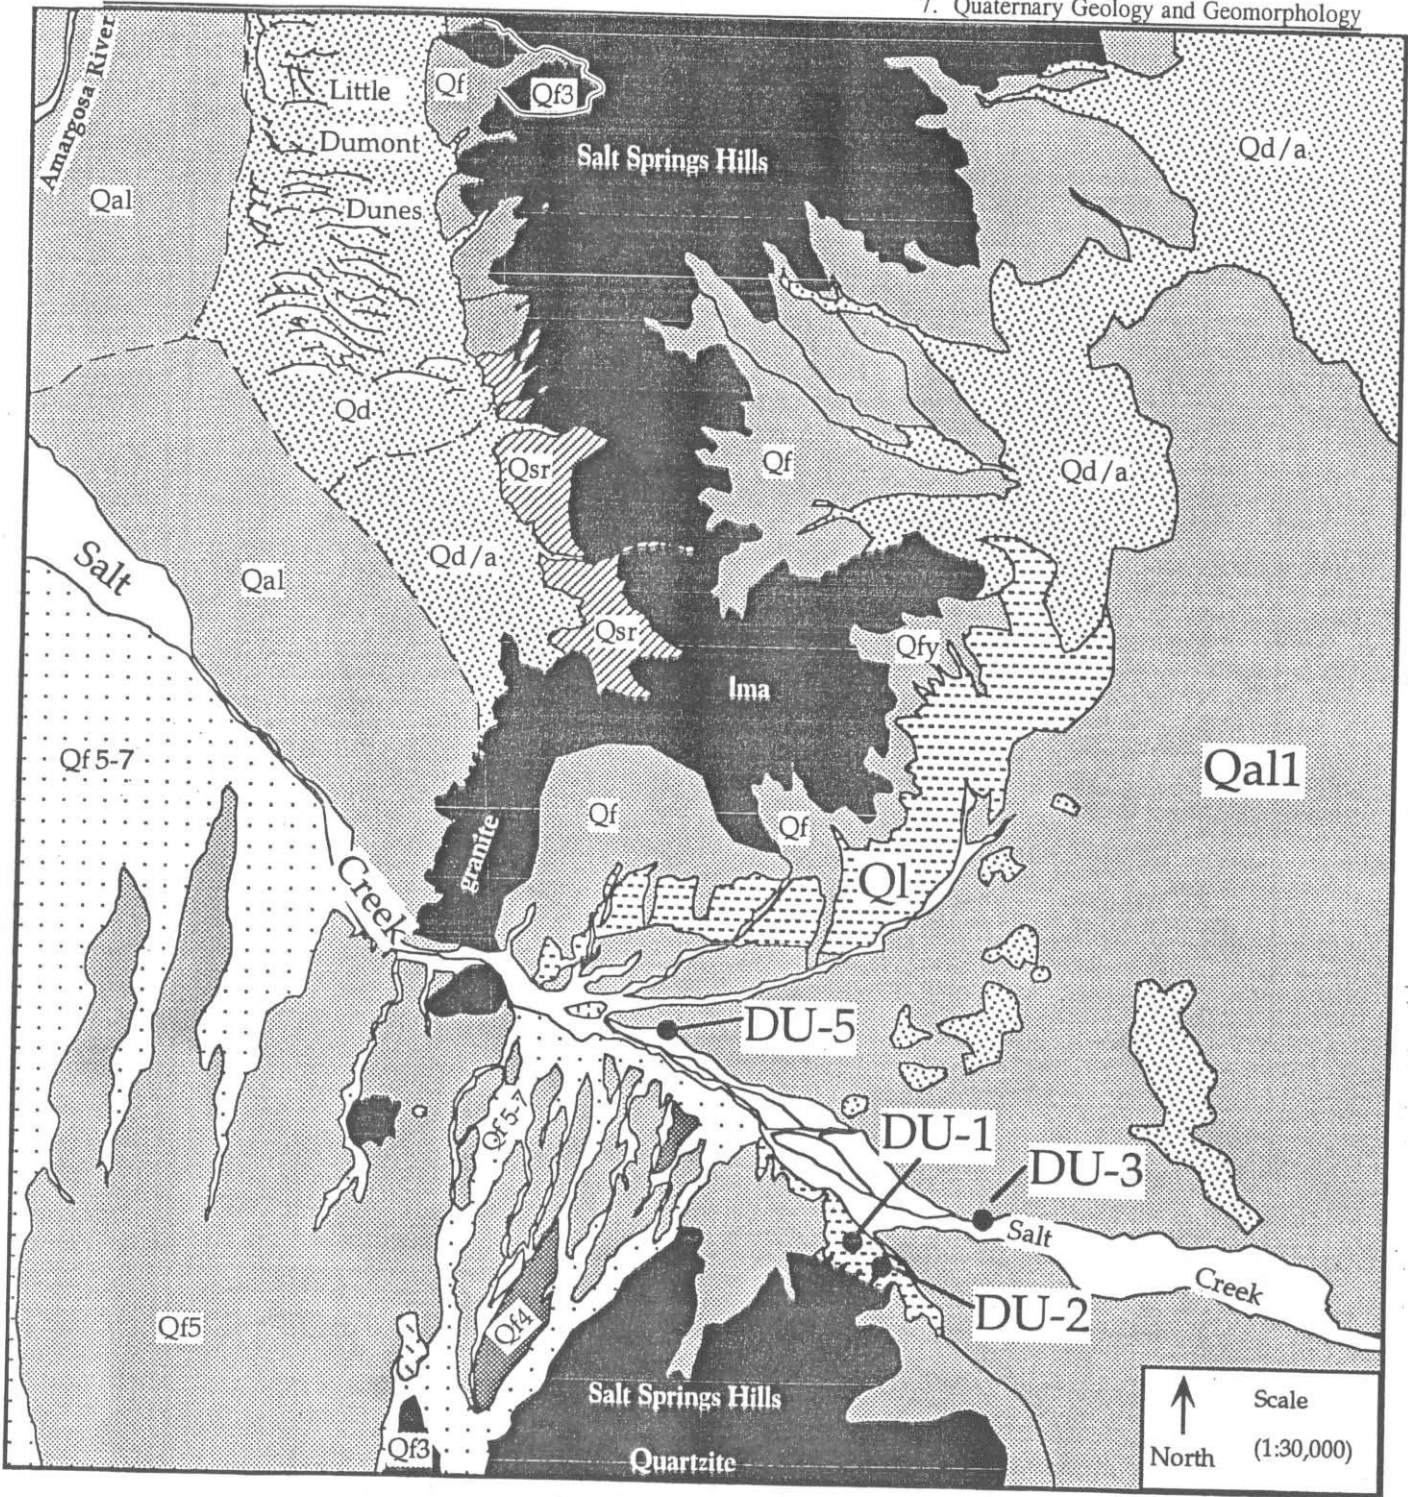 7. Quaternary Geology and Geomorphology
Amargosa River
Little
Qf
Qf3
Dumont
Salt Springs Hills
Qd/a
Qal
Dunes
Qd
Qsr
Qf
Qd/a
Salt
Qal
Qd/a
Qsr
Qfy
Ima
Qf 5-7
Qal1
granite
Qf
Qf
Creek
Ql
DU-5
Qf 5-7
DU-1
DU-3
Salt
Creek
DU-2
Qf5
Qf4
Salt Springs Hills
Qf3
Quartzite
North
Scale
(1:30,000)